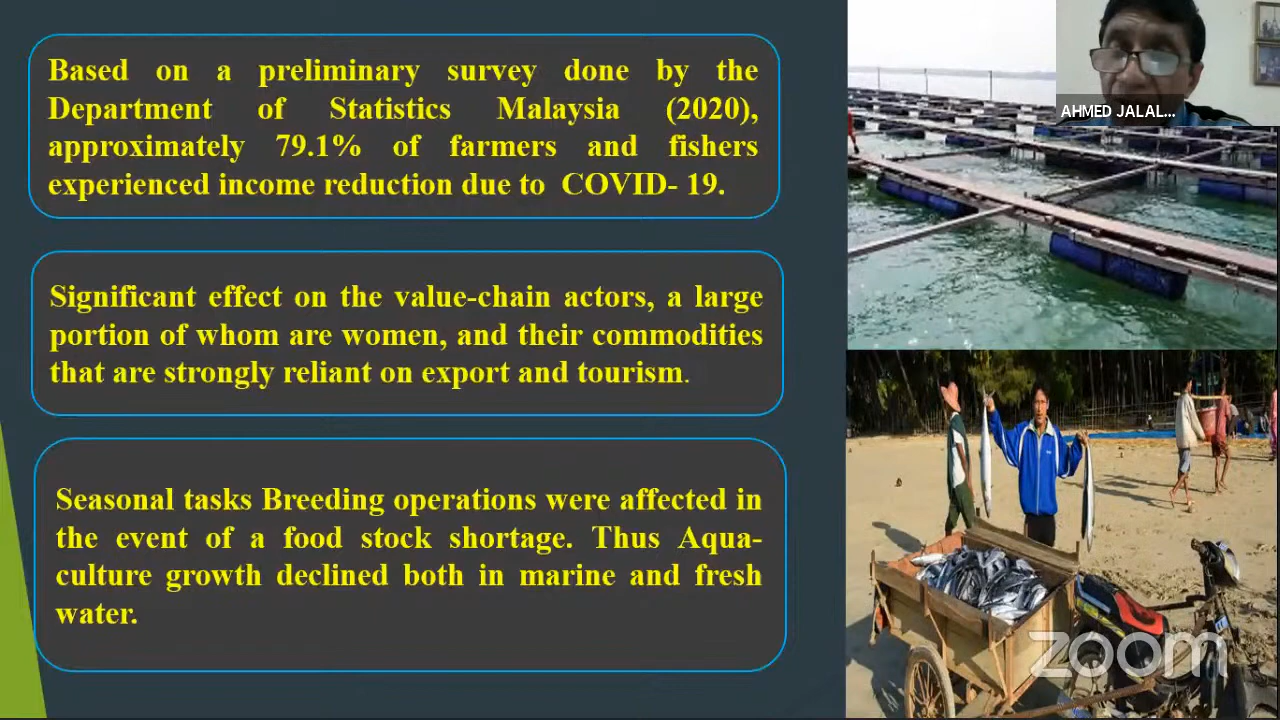 Based on a preliminary survey done by the
Department of Statistics Malaysia (2020),
approximately 79.1% of farmers and fishers
experienced income reduction due to COVID- 19.
AHMED JALAL...
Significant effect on the value-chain actors, a large
portion of whom are women, and their commodities
that are strongly reliant on export and tourism.
Seasonal tasks Breeding operations were affected in
the event of a food stock shortage. Thus Aqua-
culture growth declined both in marine and fresh
water.
zoom